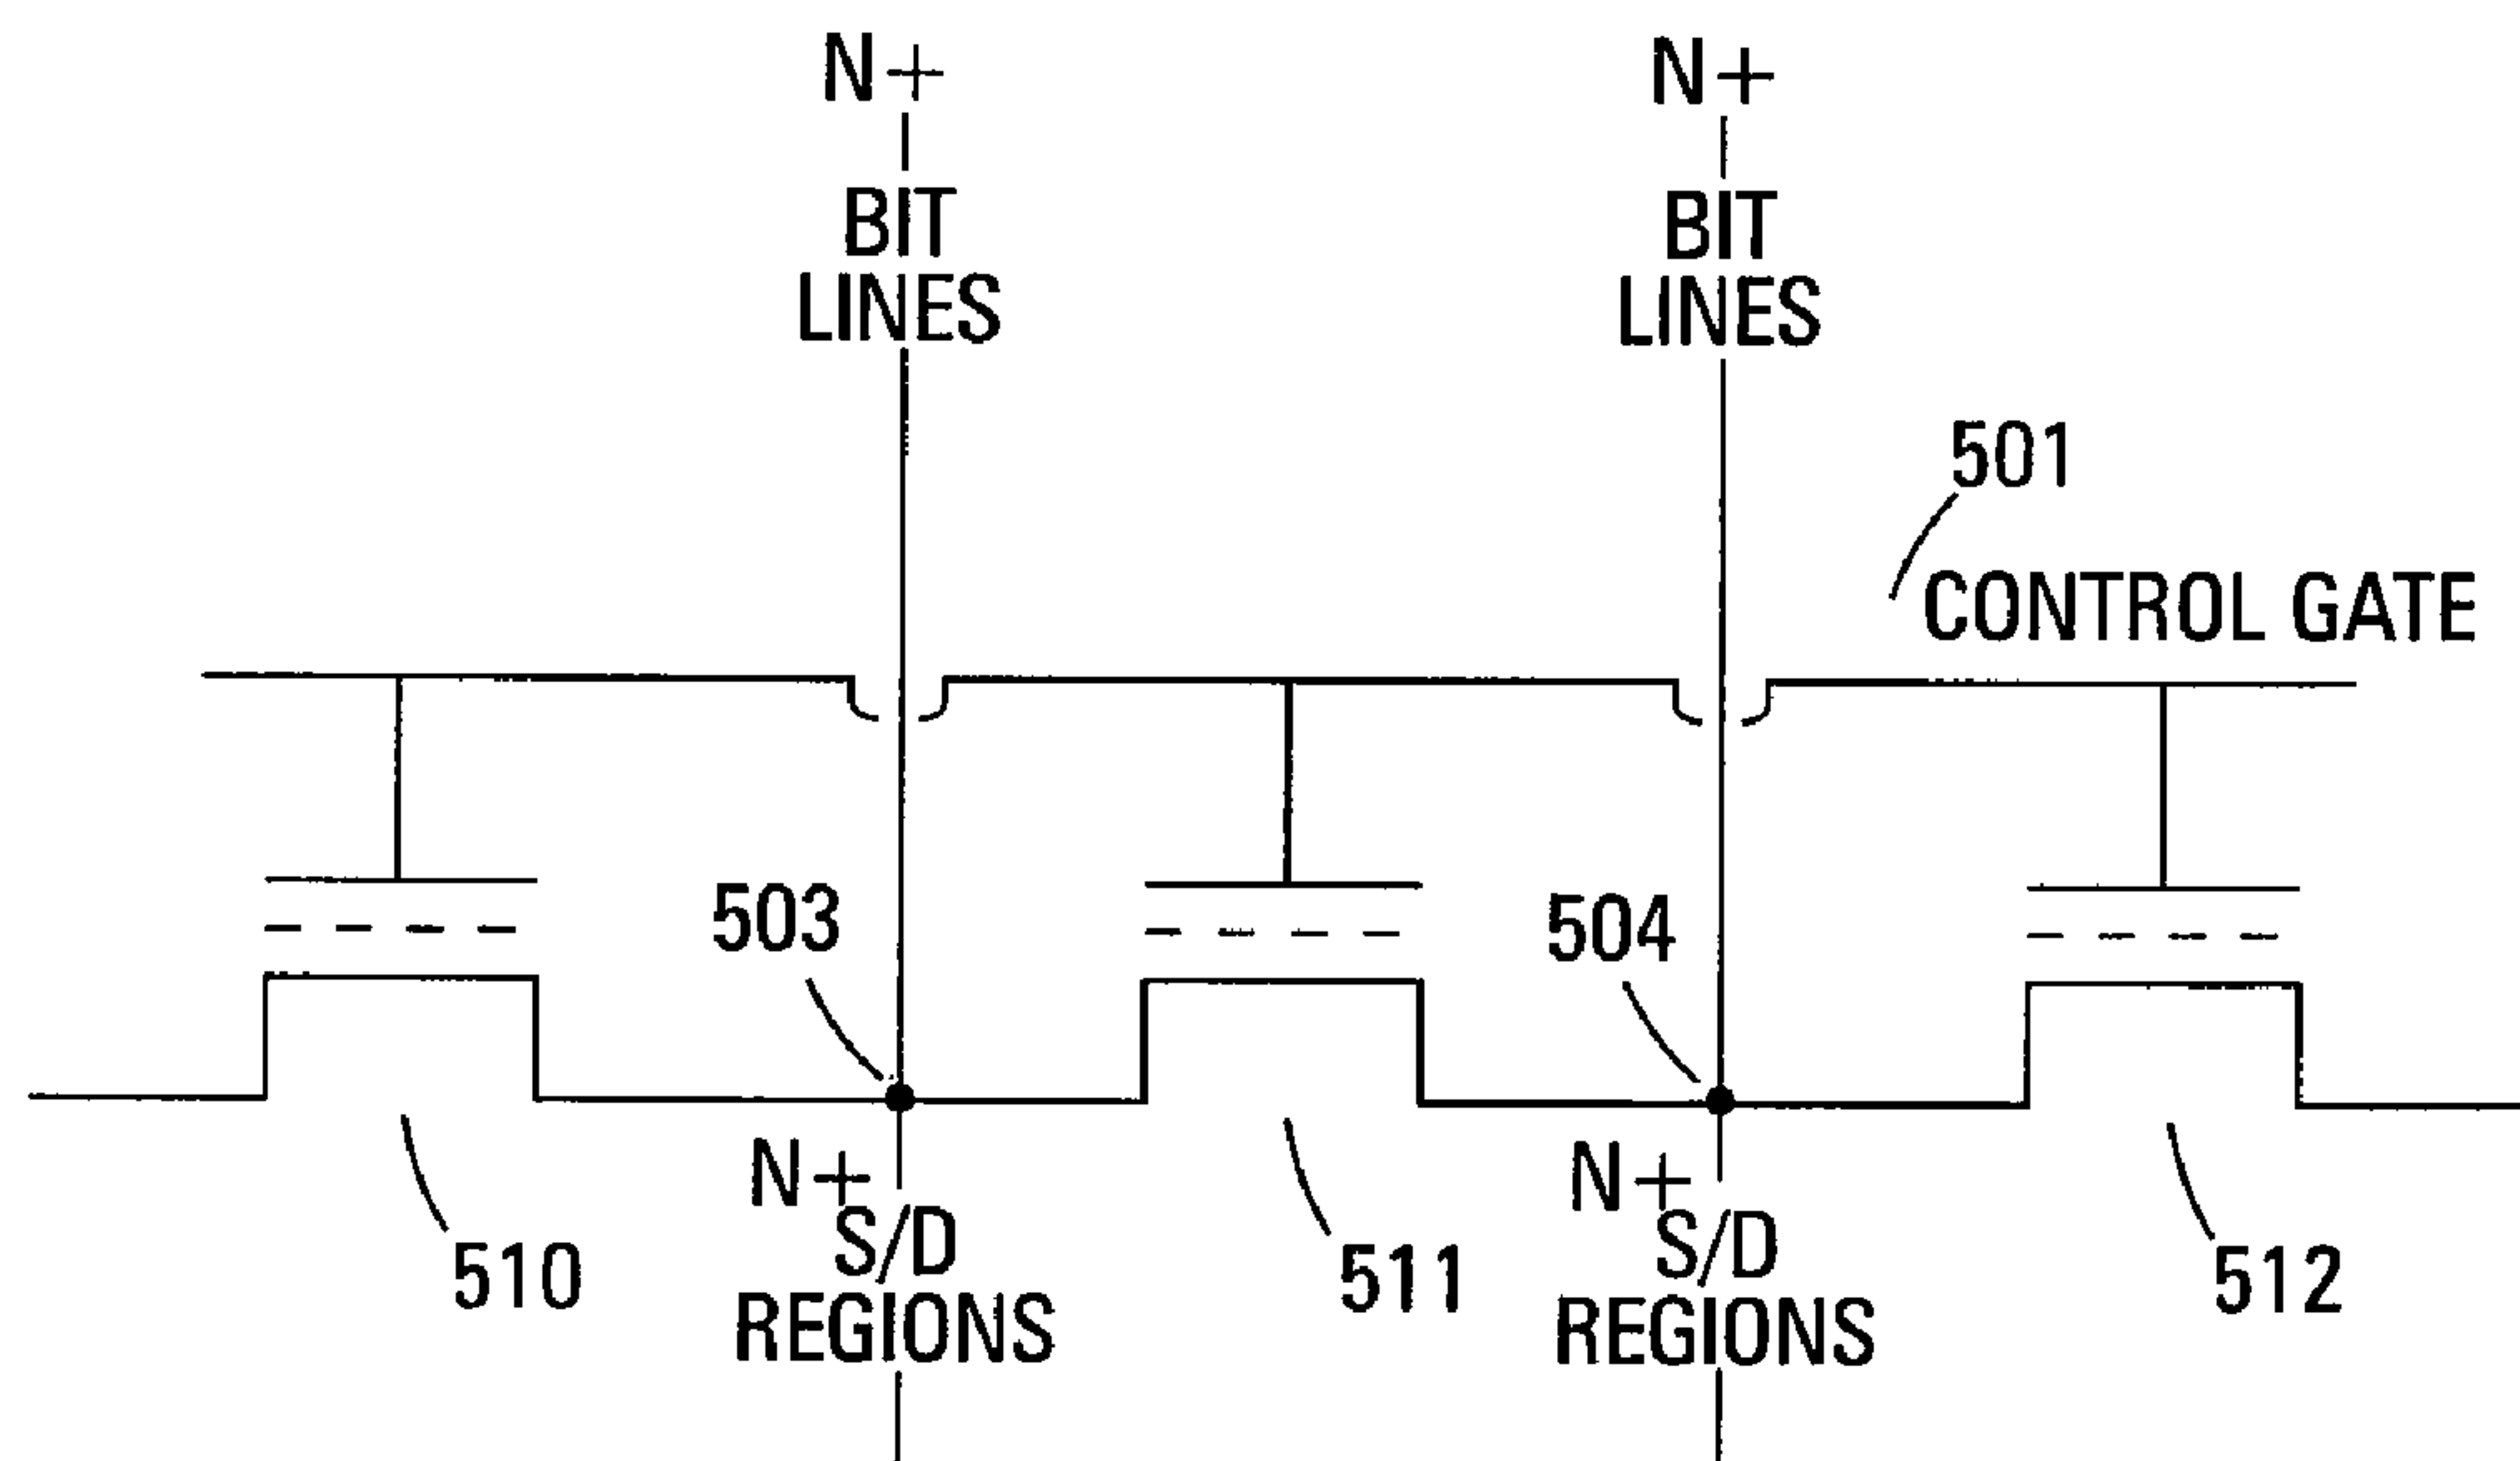 N+
BIT
LINES
N+
BIT
LINES
501
CONTROL GATE
503
504
N+
S/D
REGIONS
N+
S/D
REGIONS
510
511
512